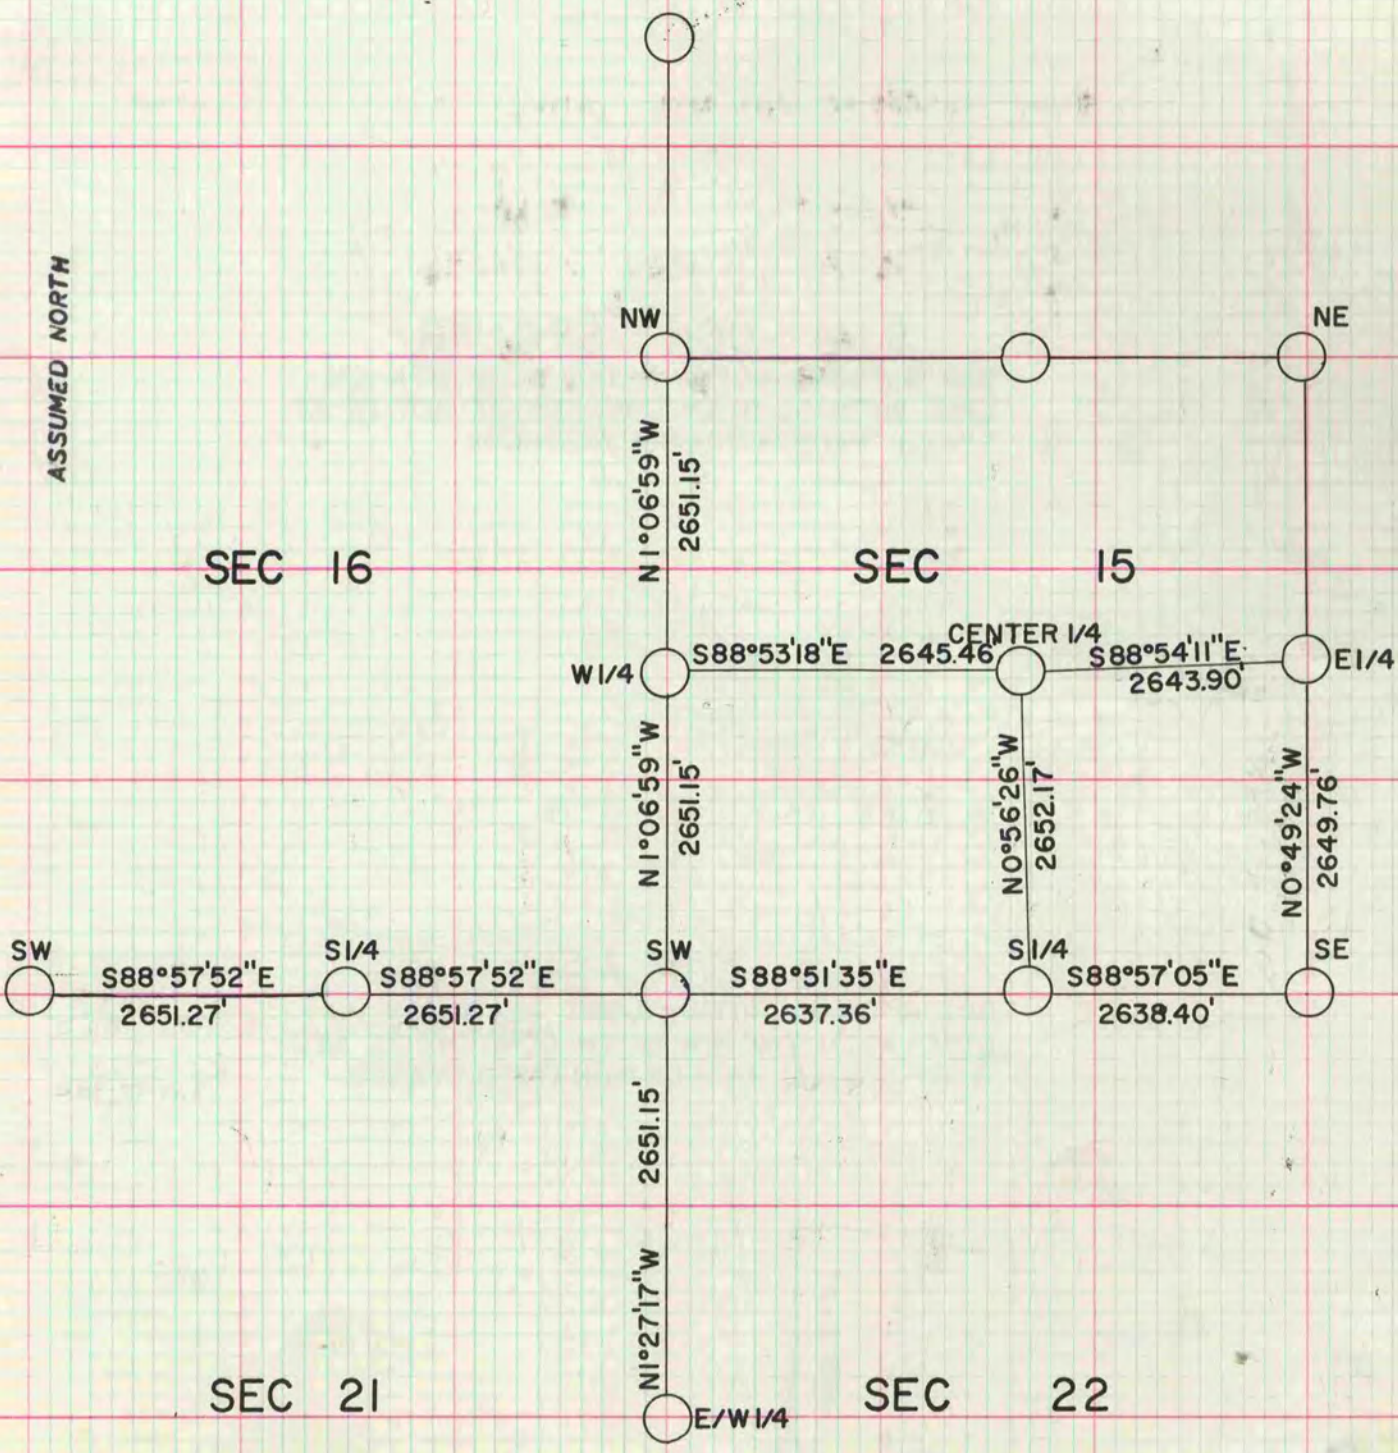 ASSUMED NORTH
NW
NE
N1°06'59"W
2651.15'
SEC 16
SEC 15
CENTER 1/4
W1/4
S88°53'18"E 2645.46'
S88°54'11"E
2643.90'
E1/4
N1°06'59"W
2651.15'
N0°56'26"W
2652.17'
N0°49'24"W
2649.76'
SW
S1/4
SW
S1/4
SE
S88°57'52"E
2651.27'
S88°57'52"E
2651.27'
S88°51'35"E
2637.36'
S88°57'05"E
2638.40'
N1°27'17"W 2651.15'
SEC 21
SEC 22
E/W1/4